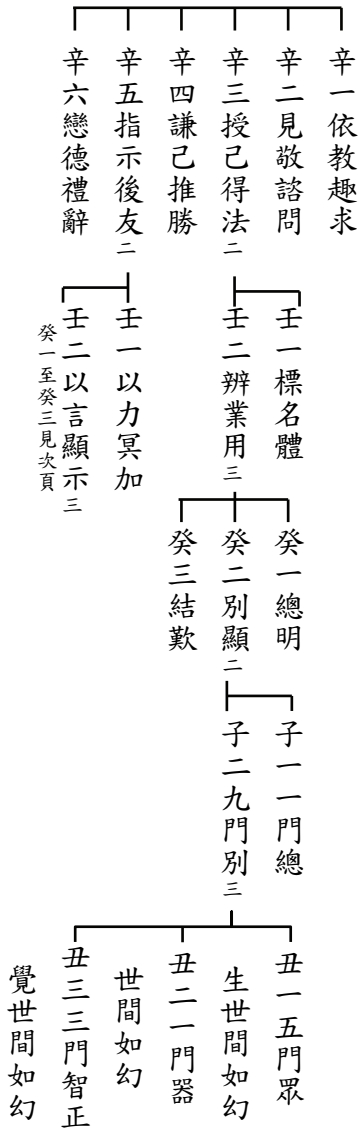 辛一依教趣求
辛二見敬諮問
辛三授己得法二
辛四謙己推勝
辛五指示後友二
辛六戀德禮辭
壬一標名體
壬二辨業用三
壬一以力冥加
壬二以言顯示三
癸一至癸三見次頁
癸一總明
癸二別顯二
癸三結歎
子一一門總
子二九門別三
丑一五門眾
生世間如幻
丑二一門器
世間如幻
丑三三門智正
覺世間如幻